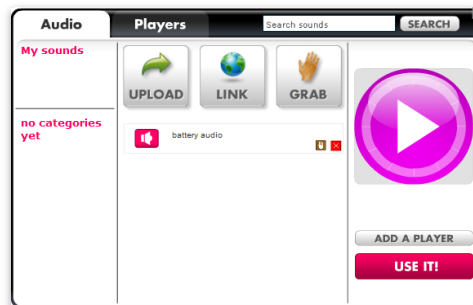 Audio
Players
Search sounds
SEARCH
My sounds
no categories
yet
UPLOAD
LINK
GRAB
battery audio
ADD A PLAYER
USE IT!